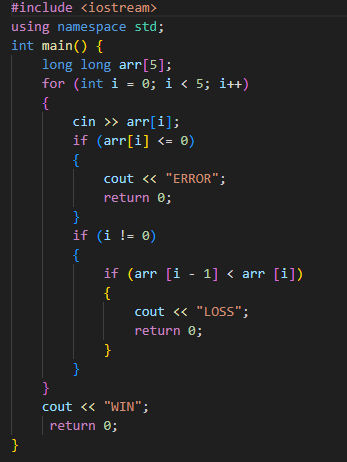 #include <iostream>
using namespace std;
int main() {
    long long arr[5];
    for (int i = 0; i < 5; i++)
    {
        cin >> arr[i];
        if (arr[i] <= 0)
        {
            cout << "ERROR";
            return 0;
        }
        if (i != 0)
        {
            if (arr [i - 1] < arr [i])
            {
                cout << "LOSS";
                return 0;
            }
        }
    }
    cout << "WIN";
     return 0;
}